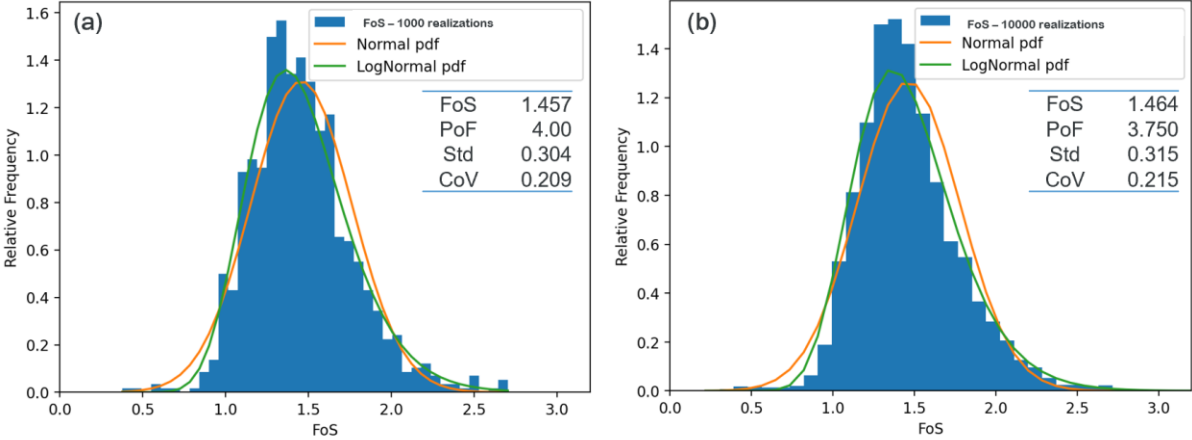 (a)
FoS – 1000 realizations
Normal pdf
LogNormal pdf
FoS 1.457
PoF 4.00
Std 0.304
CoV 0.209
Relative Frequency
1.6
1.4
1.2
1.0
0.8
0.6
0.4
0.2
0.0
0.0 0.5 1.0 1.5 2.0 2.5 3.0
FoS
(b)
FoS – 10000 realizations
Normal pdf
LogNormal pdf
FoS 1.464
PoF 3.750
Std 0.315
CoV 0.215
Relative Frequency
1.4
1.2
1.0
0.8
0.6
0.4
0.2
0.0
0.0 0.5 1.0 1.5 2.0 2.5 3.0
FoS